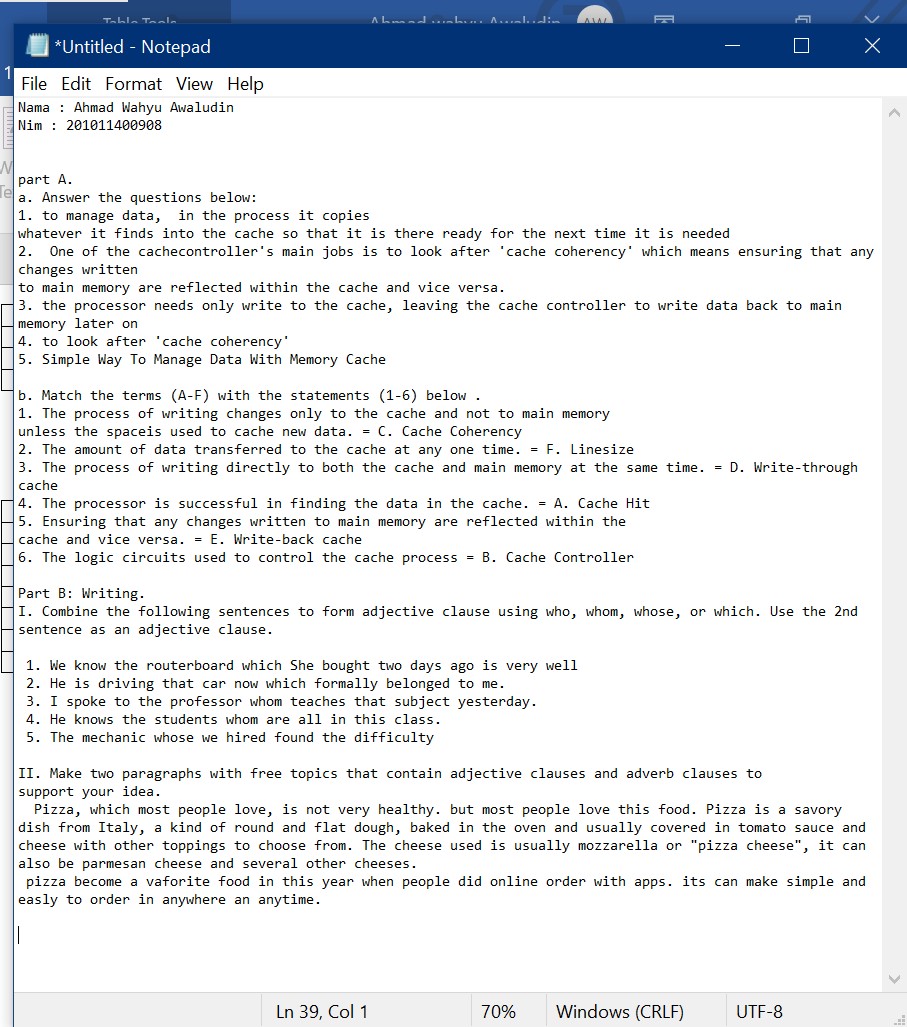 Table Tools
Ahmad wahyu Awaludin
AW
*Untitled - Notepad
1
File Edit Format View Help
Nama : Ahmad Wahyu Awaludin
Nim : 201011400908
part A.
a. Answer the questions below:
1. to manage data,  in the process it copies
whatever it finds into the cache so that it is there ready for the next time it is needed
2.  One of the cachecontroller's main jobs is to look after 'cache coherency' which means ensuring that any
changes written
to main memory are reflected within the cache and vice versa.
3. the processor needs only write to the cache, leaving the cache controller to write data back to main
memory later on
4. to look after 'cache coherency'
5. Simple Way To Manage Data With Memory Cache
b. Match the terms (A-F) with the statements (1-6) below .
1. The process of writing changes only to the cache and not to main memory
unless the spaceis used to cache new data. = C. Cache Coherency
2. The amount of data transferred to the cache at any one time. = F. Linesize
3. The process of writing directly to both the cache and main memory at the same time. = D. Write-through
cache
4. The processor is successful in finding the data in the cache. = A. Cache Hit
5. Ensuring that any changes written to main memory are reflected within the
cache and vice versa. = E. Write-back cache
6. The logic circuits used to control the cache process = B. Cache Controller
Part B: Writing.
I. Combine the following sentences to form adjective clause using who, whom, whose, or which. Use the 2nd
sentence as an adjective clause.
1. We know the routerboard which She bought two days ago is very well
2. He is driving that car now which formally belonged to me.
3. I spoke to the professor whom teaches that subject yesterday.
4. He knows the students whom are all in this class.
5. The mechanic whose we hired found the difficulty
II. Make two paragraphs with free topics that contain adjective clauses and adverb clauses to
support your idea.
Pizza, which most people love, is not very healthy. but most people love this food. Pizza is a savory
dish from Italy, a kind of round and flat dough, baked in the oven and usually covered in tomato sauce and
cheese with other toppings to choose from. The cheese used is usually mozzarella or "pizza cheese", it can
also be parmesan cheese and several other cheeses.
pizza become a vaforite food in this year when people did online order with apps. its can make simple and
easly to order in anywhere an anytime.
Ln 39, Col 1
70%
Windows (CRLF)
UTF-8